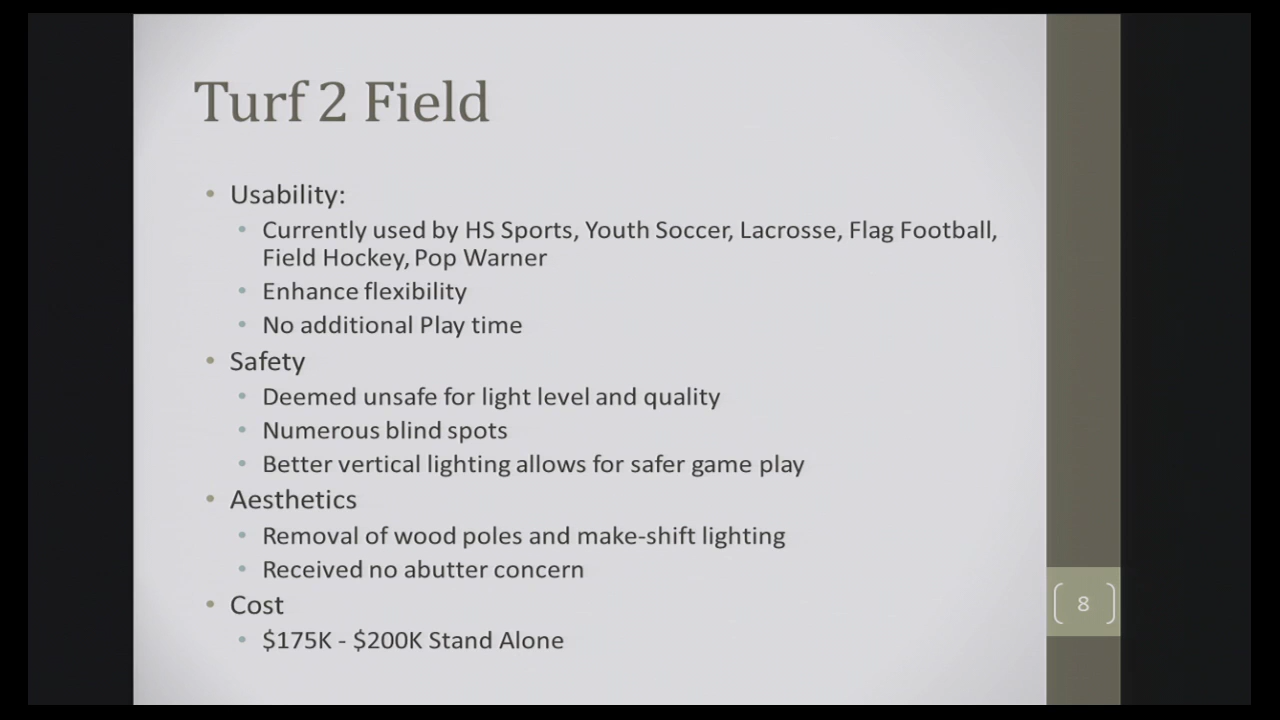 Turf 2 Field
• Usability:
• Currently used by HS Sports, Youth Soccer, Lacrosse, Flag Football,
Field Hockey, Pop Warner
• Enhance flexibility
• No additional Play time
• Safety
• Deemed unsafe for light level and quality
• Numerous blind spots
• Better vertical lighting allows for safer game play
• Aesthetics
• Removal of wood poles and make-shift lighting
• Received no abutter concern
• Cost
• $175K - $200K Stand Alone
8